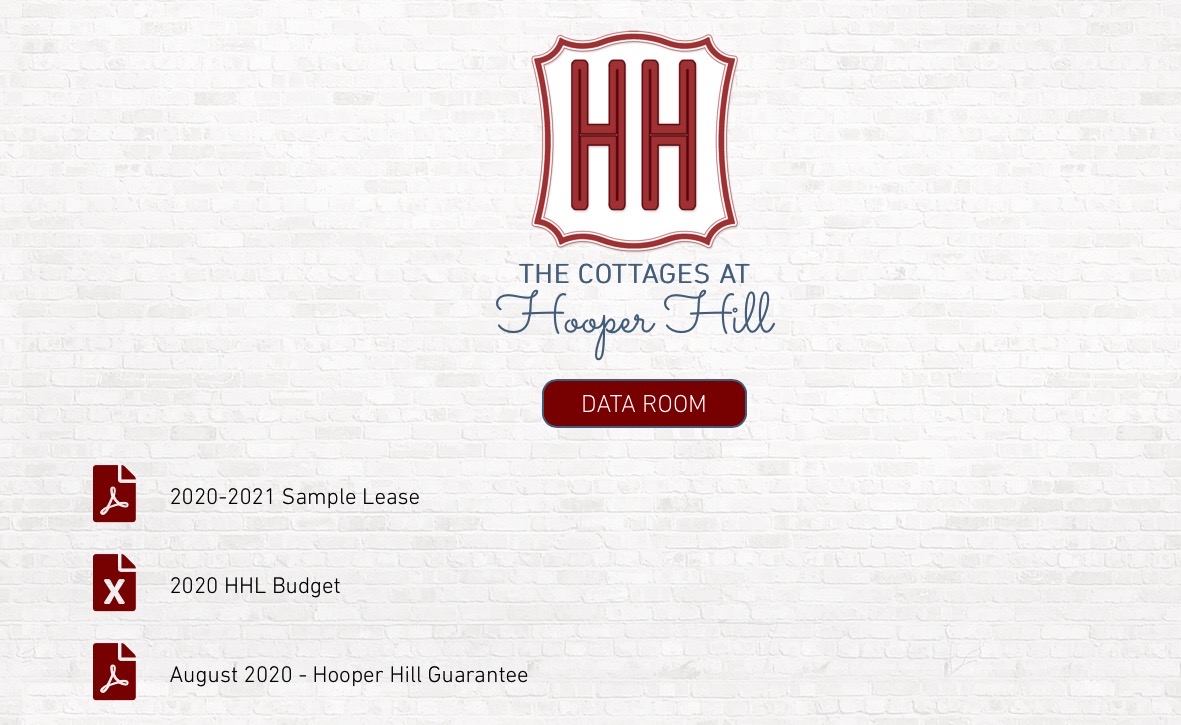 HH
THE COTTAGES AT
Hooper Hill
DATA ROOM
2020-2021 Sample Lease
X
2020 HHL Budget
August 2020 - Hooper Hill Guarantee